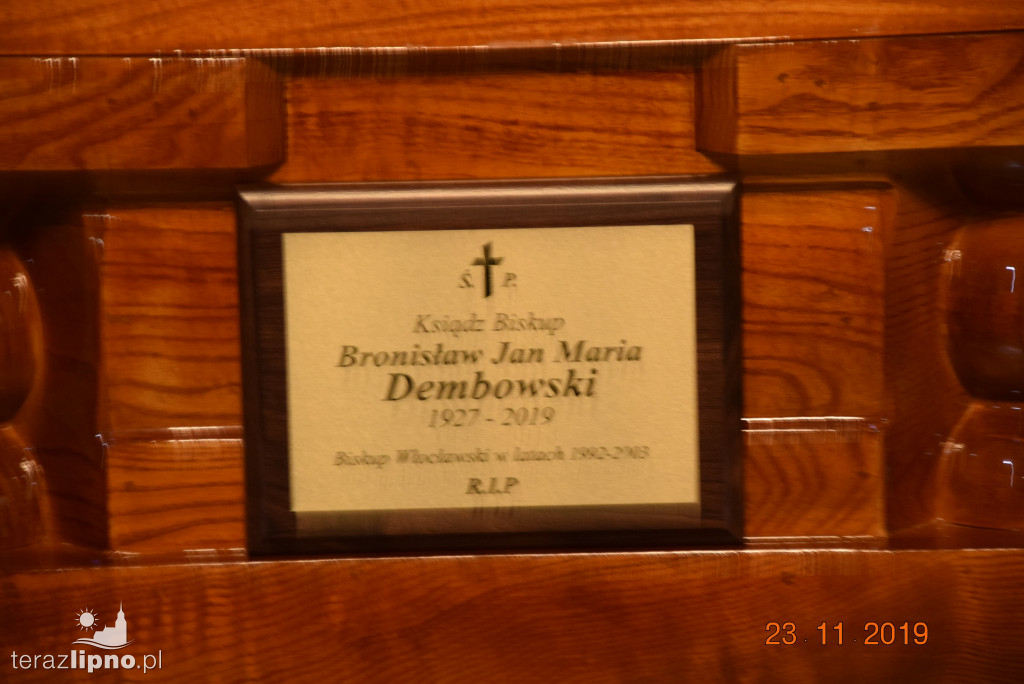 Ś. P.
Ksiądz Biskup
Bronisław Jan Maria
Dembowski
1927 - 2019
Biskup Włocławski w latach 1992-2003
R.I.P
terazlipno.pl
23.11.2019